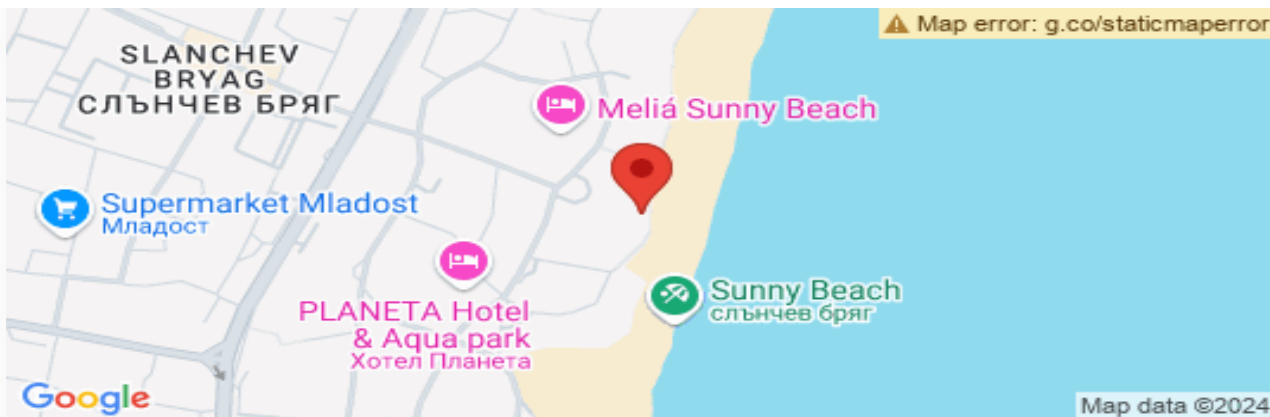 Map error: g.co/staticmaperror
SLANCHEV
BRYAG
СЛЪНЧЕВ БРЯГ
Meliá Sunny Beach
Supermarket Mladost
Младост
PLANETA Hotel
& Aqua park
Хотел Планета
Sunny Beach
слънчев бряг
Google
Map data ©2024